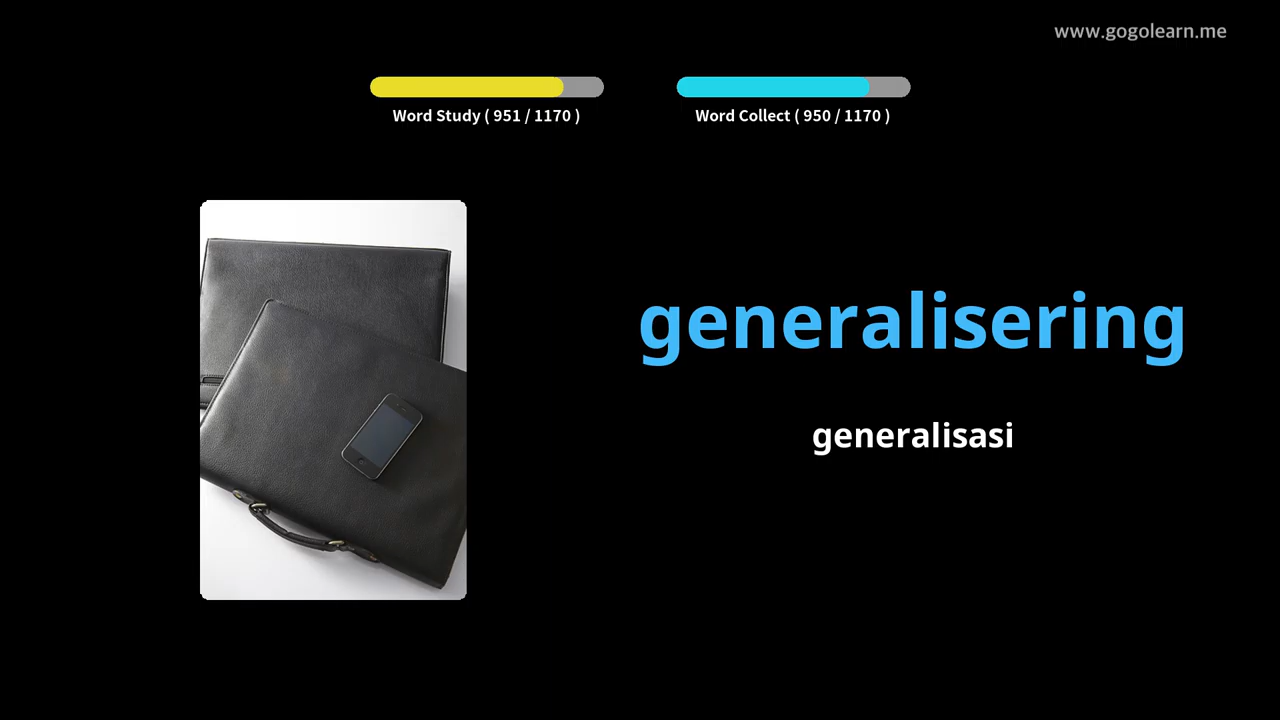 www.gogolearn.me
Word Study ( 951 / 1170 )
Word Collect ( 950 / 1170 )
generalisering
generalisasi